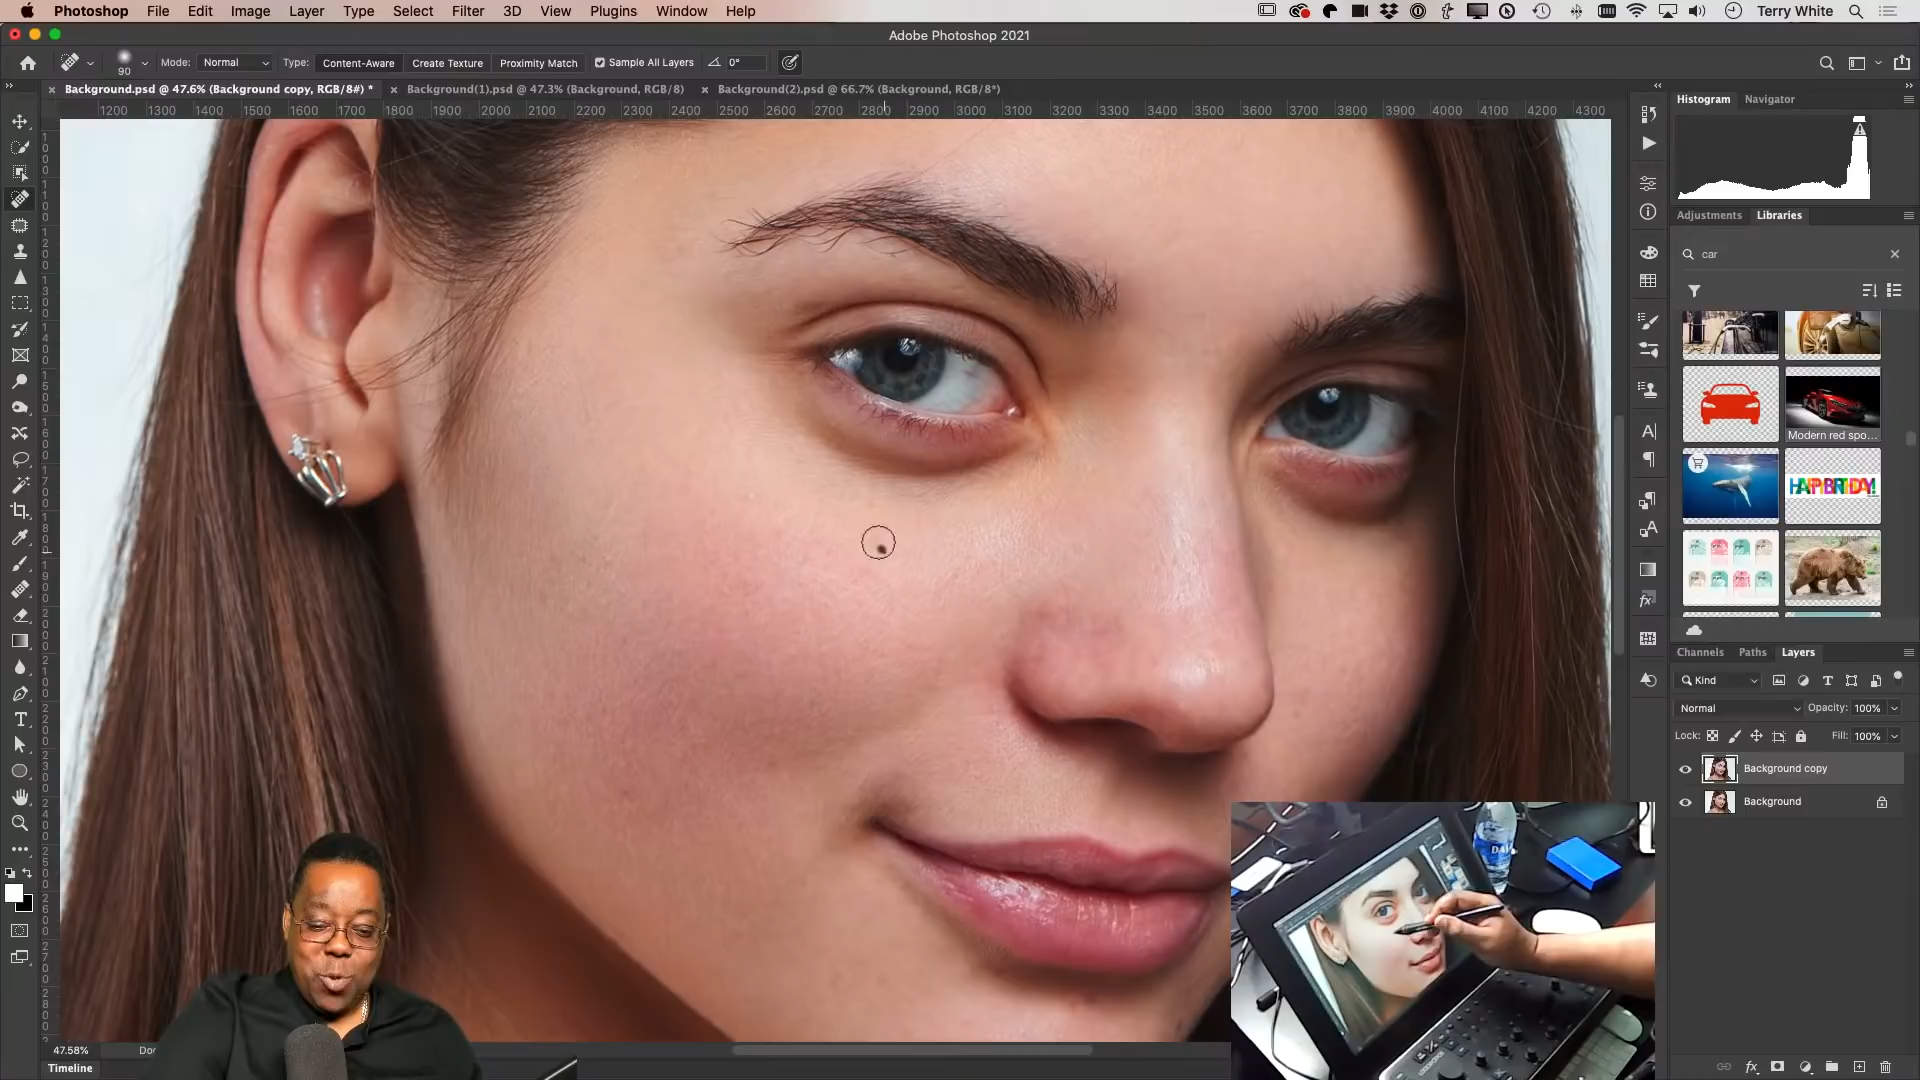 Photoshop File Edit Image Layer Type Select Filter 3D View Plugins Window Help Terry White
Adobe Photoshop 2021
90 Mode: Normal Type: Content-Aware Create Texture Proximity Match Sample All Layers 0°
Background.psd @ 47.6% (Background copy, RGB/8#) * Background(1).psd @ 47.3% (Background, RGB/8) Background(2).psd @ 66.7% (Background, RGB/8*)
1200 1300 1400 1500 1600 1700 1800 1900 2000 2100 2200 2300 2400 2500 2600 2700 2800 2900 3000 3100 3200 3300 3400 3500 3600 3700 3800 3900 4000 4100 4200 4300
Histogram Navigator
Adjustments Libraries
car
Modern red spo...
HAPPY BIRTHDAY!
Channels Paths Layers
Kind
Normal Opacity: 100%
Lock: Fill: 100%
Background copy
Background
47.58% Doc
Timeline